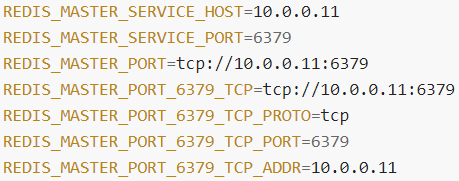 REDIS_MASTER_SERVICE_HOST=10.0.0.11
REDIS_MASTER_SERVICE_PORT=6379
REDIS_MASTER_PORT=tcp://10.0.0.11:6379
REDIS_MASTER_PORT_6379_TCP=tcp://10.0.0.11:6379
REDIS_MASTER_PORT_6379_TCP_PROTO=tcp
REDIS_MASTER_PORT_6379_TCP_PORT=6379
REDIS_MASTER_PORT_6379_TCP_ADDR=10.0.0.11